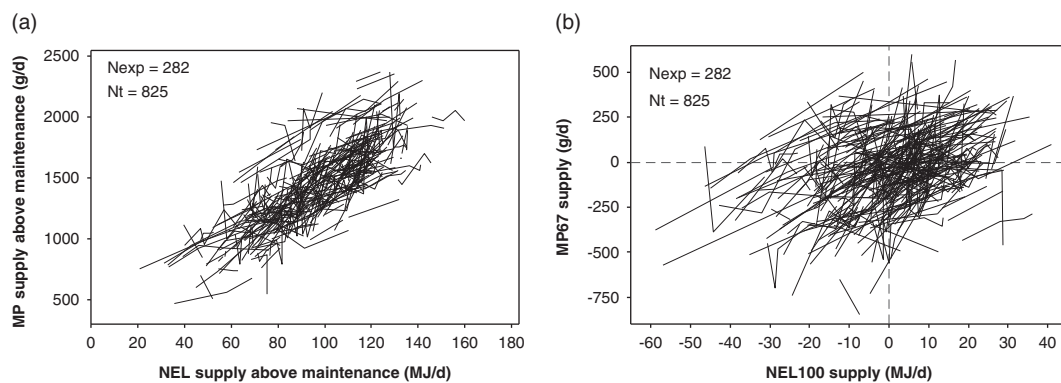 (a)
2500
2000
1500
1000
500
MP supply above maintenance (g/d)
Nexp = 282
Nt = 825
0 20 40 60 80 100 120 140 160 180
NEL supply above maintenance (MJ/d)
(b)
500
250
0
-250
-500
-750
MP67 supply (g/d)
Nexp = 282
Nt = 825
-60 -50 -40 -30 -20 -10 0 10 20 30 40
NEL100 supply (MJ/d)